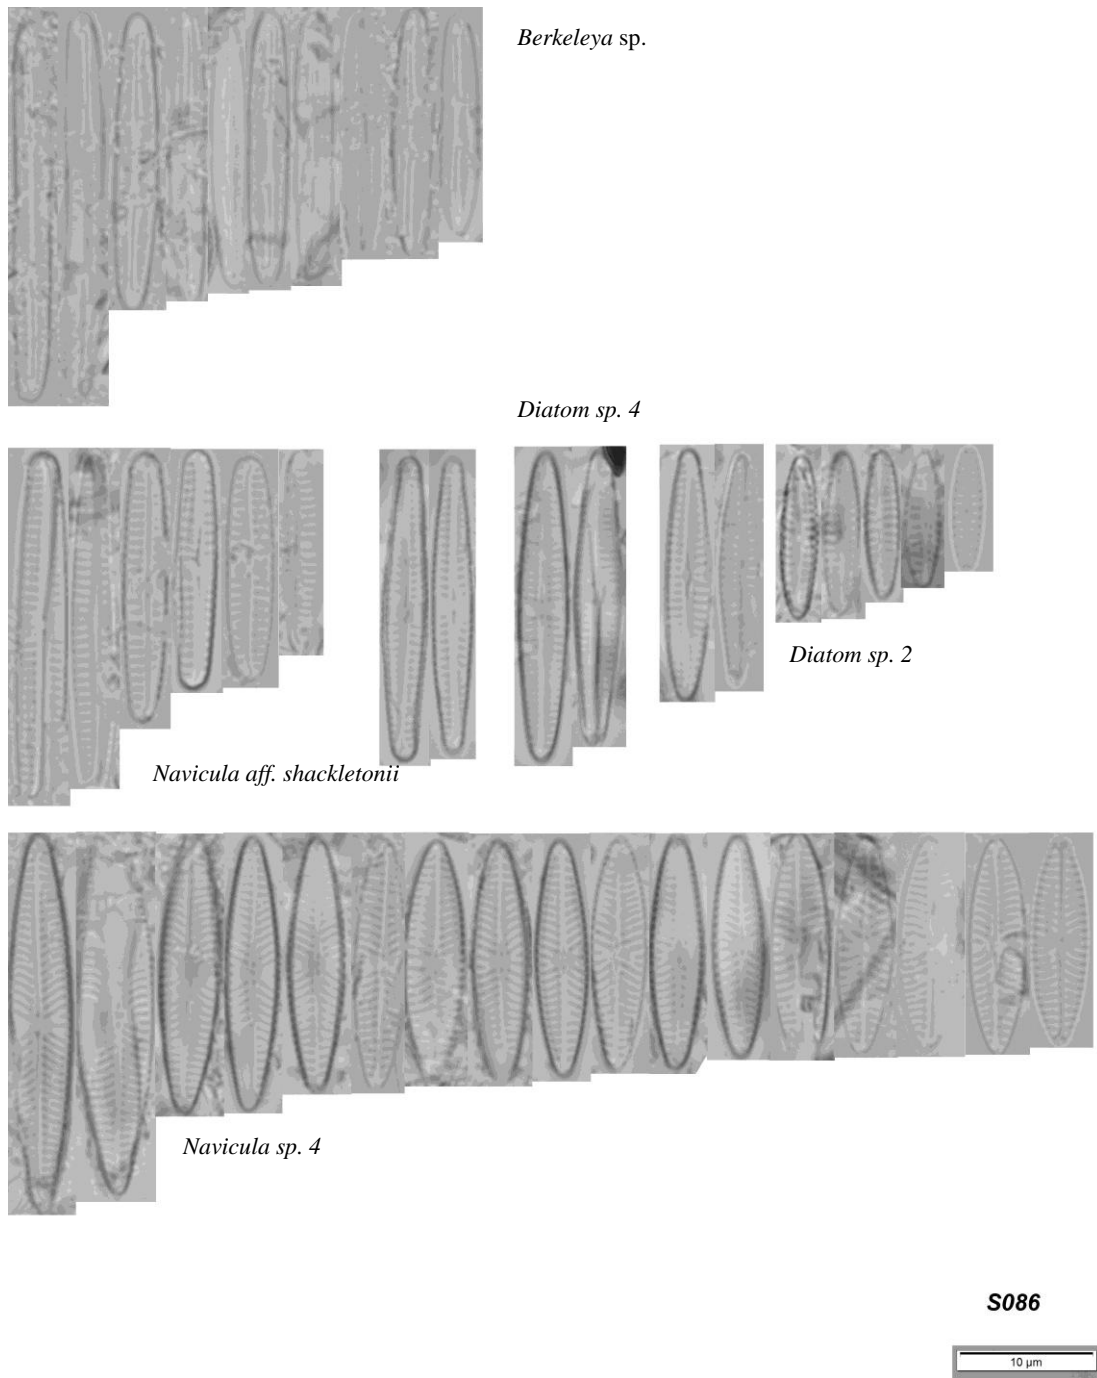 Berkeleya sp.
Diatom sp. 4
Diatom sp. 2
Navicula aff. shackletonii
Navicula sp. 4
S086
10 µm